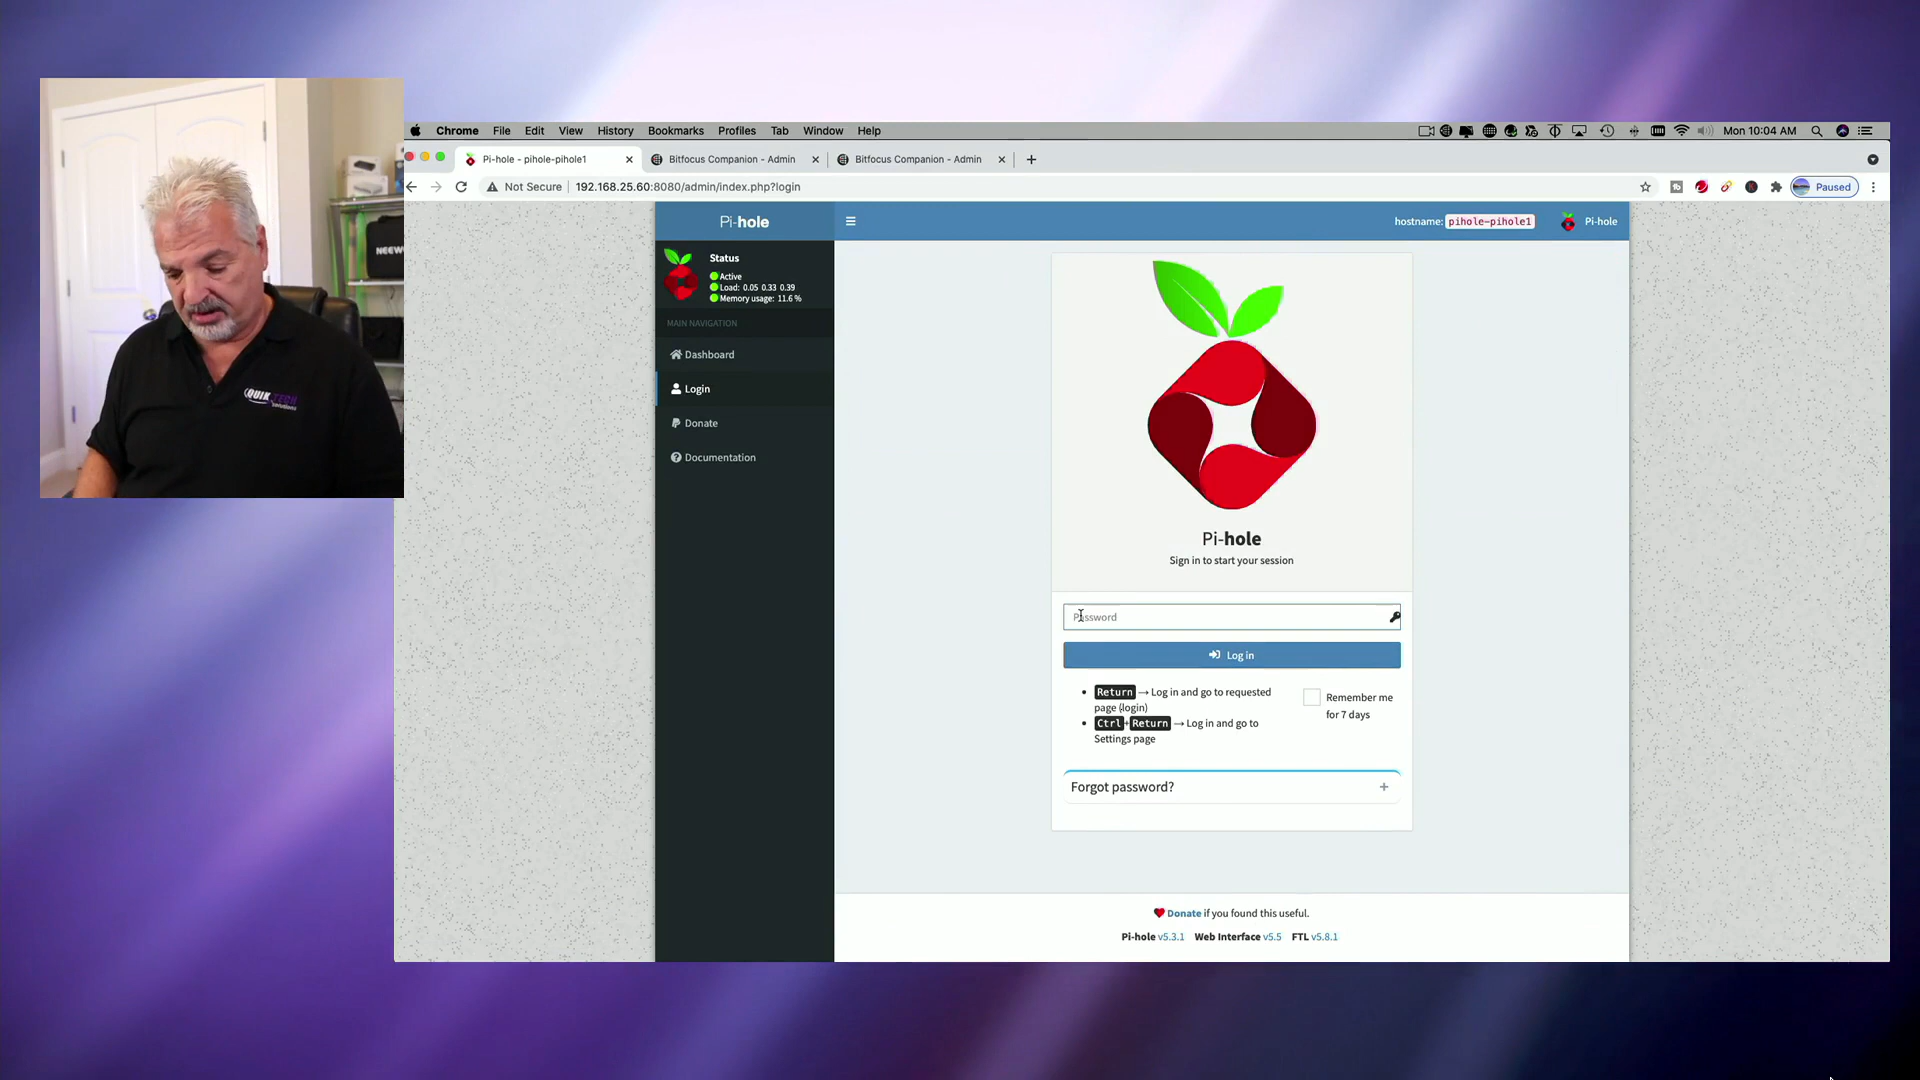 Chrome File Edit View History Bookmarks Profiles Tab Window Help
Mon 10:04 AM
Pi-hole - pihole-pihole1
Bitfocus Companion - Admin
Bitfocus Companion - Admin
Not Secure 192.168.25.60:8080/admin/index.php?login
Paused
Pi-hole
hostname: pihole-pihole1 Pi-hole
Status
Active
Load: 0.05 0.33 0.39
Memory usage: 11.6 %
MAIN NAVIGATION
Dashboard
Login
Donate
Documentation
Pi-hole
Sign in to start your session
Password
Log in
Return → Log in and go to requested
page (login)
Ctrl+Return → Log in and go to
Settings page
Remember me
for 7 days
Forgot password?
Donate if you found this useful.
Pi-hole v5.3.1 Web Interface v5.5 FTL v5.8.1
QUIK TECH
solutions